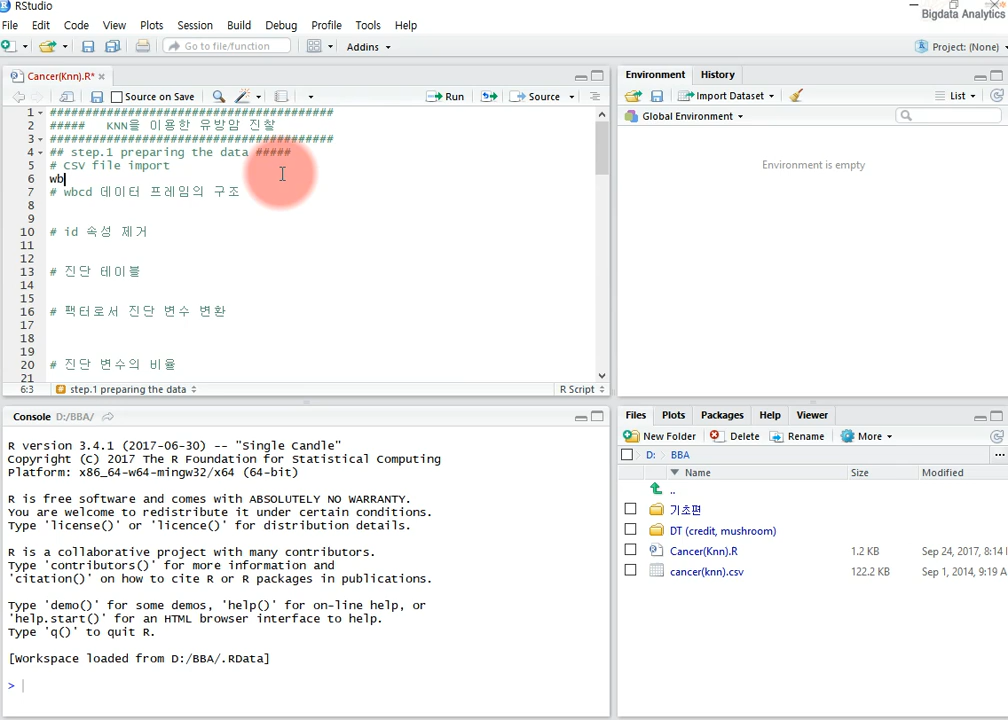 RStudio
Bigdata Analytics
File Edit Code View Plots Session Build Debug Profile Tools Help
Go to file/function Addins Project: (None)
Cancer(Knn).R*
Source on Save Run Source
1 #######################################
2 ##### KNN을 이용한 유방암 진찰
3 #######################################
4 ## step.1 preparing the data #####
5 # CSV file import
6 wb
7 # wbcd 데이터 프레임의 구조
8
9
10 # id 속성 제거
11
12
13 # 진단 테이블
14
15
16 # 팩터로서 진단 변수 변환
17
18
19
20 # 진단 변수의 비율
21
6:3 step.1 preparing the data R Script
Console D:/BBA/
R version 3.4.1 (2017-06-30) -- "Single Candle"
Copyright (C) 2017 The R Foundation for Statistical Computing
Platform: x86_64-w64-mingw32/x64 (64-bit)
R is free software and comes with ABSOLUTELY NO WARRANTY.
You are welcome to redistribute it under certain conditions.
Type 'license()' or 'licence()' for distribution details.
R is a collaborative project with many contributors.
Type 'contributors()' for more information and
'citation()' on how to cite R or R packages in publications.
Type 'demo()' for some demos, 'help()' for on-line help, or
'help.start()' for an HTML browser interface to help.
Type 'q()' to quit R.
[Workspace loaded from D:/BBA/.RData]
>
Environment History
Import Dataset List
Global Environment
Environment is empty
Files Plots Packages Help Viewer
New Folder Delete Rename More
D: BBA
Name Size Modified
..
기초편
DT (credit, mushroom)
Cancer(Knn).R 1.2 KB Sep 24, 2017, 8:14
cancer(knn).csv 122.2 KB Sep 1, 2014, 9:19 A